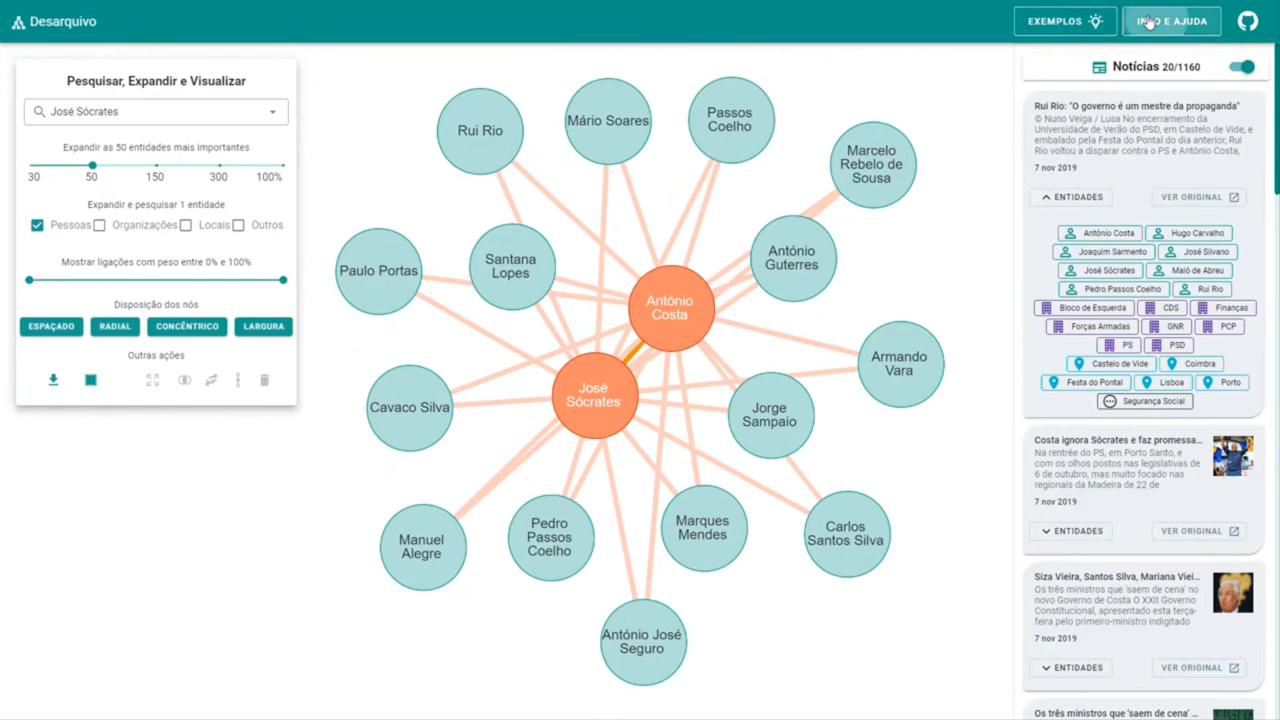 Desarquivo
EXEMPLOS
INFO E AJUDA
Pesquisar, Expandir e Visualizar
José Sócrates
Expandir as 50 entidades mais importantes
30 50 150 300 100%
Expandir e pesquisar 1 entidade
Pessoas Organizações Locais Outros
Mostrar ligações com peso entre 0% e 100%
Disposição dos nós
ESPAÇADO RADIAL CONCÊNTRICO LARGURA
Outras ações
Rui Rio
Mário Soares
Passos
Coelho
Marcelo
Rebelo de
Sousa
Paulo Portas
Santana
Lopes
António
Guterres
António
Costa
Armando
Vara
José
Sócrates
Cavaco Silva
Jorge
Sampaio
Manuel
Alegre
Pedro
Passos
Coelho
Marques
Mendes
Carlos
Santos Silva
António José
Seguro
Notícias 20/1160
Rui Rio: "O governo é um mestre da propaganda"
© Nuno Veiga / Lusa No encerramento da
Universidade de Verão do PSD, em Castelo de Vide, e
embalado pela Festa do Pontal do dia anterior, Rui
Rio voltou a disparar contra o PS e António Costa,
7 nov 2019
ENTIDADES VER ORIGINAL
António Costa Hugo Carvalho
Joaquim Sarmento José Silvano
José Sócrates Maló de Abreu
Pedro Passos Coelho Rui Rio
Bloco de Esquerda CDS Finanças
Forças Armadas GNR PCP
PS PSD
Castelo de Vide Coimbra
Festa do Pontal Lisboa Porto
Segurança Social
Costa ignora Sócrates e faz promessa...
Na rentrée do PS, em Porto Santo, e
com os olhos postos nas legislativas de
6 de outubro, mas muito focado nas
regionais da Madeira de 22 de
7 nov 2019
ENTIDADES VER ORIGINAL
Siza Vieira, Santos Silva, Mariana Viei...
Os três ministros que 'saem de cena' no
novo Governo de Costa O XXII Governo
Constitucional, apresentado esta terça-
feira pelo primeiro-ministro indigitado
7 nov 2019
ENTIDADES VER ORIGINAL
Os três ministros que 'saem de cena' ...